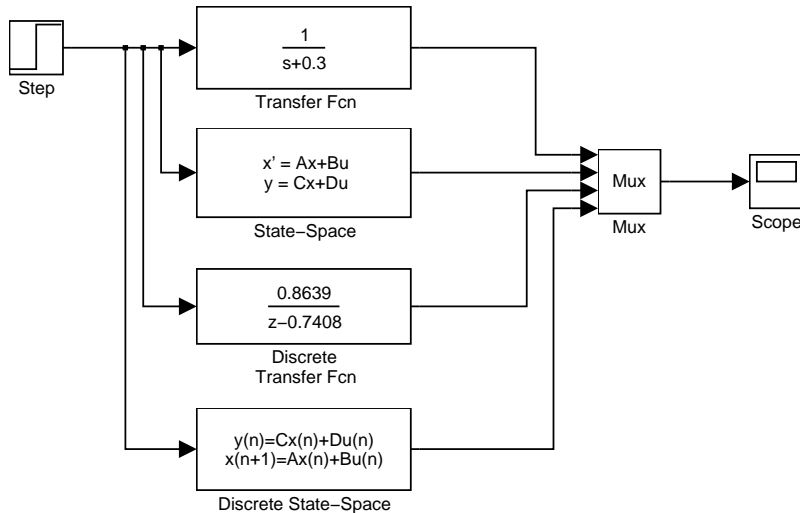 Step
1
s+0.3
Transfer Fcn
x' = Ax+Bu
y = Cx+Du
State−Space
0.8639
z−0.7408
Discrete
Transfer Fcn
y(n)=Cx(n)+Du(n)
x(n+1)=Ax(n)+Bu(n)
Discrete State−Space
Mux
Mux
Scope